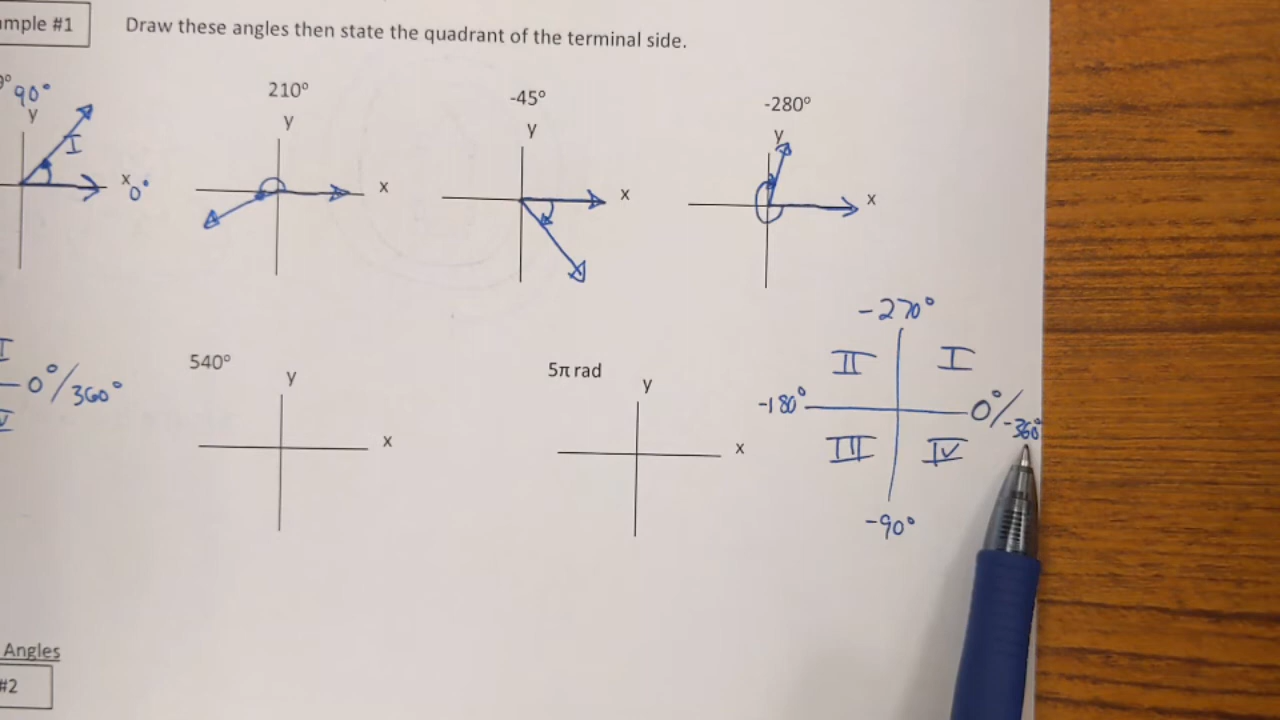 mple #1
Draw these angles then state the quadrant of the terminal side.
90°
y
I
x
0°
210°
y
x
-45°
y
x
-280°
y
x
I
0°/360°
540°
y
x
5π rad
y
x
-270°
II
I
-180°
0°/-360°
III
IV
-90°
Angles
#2